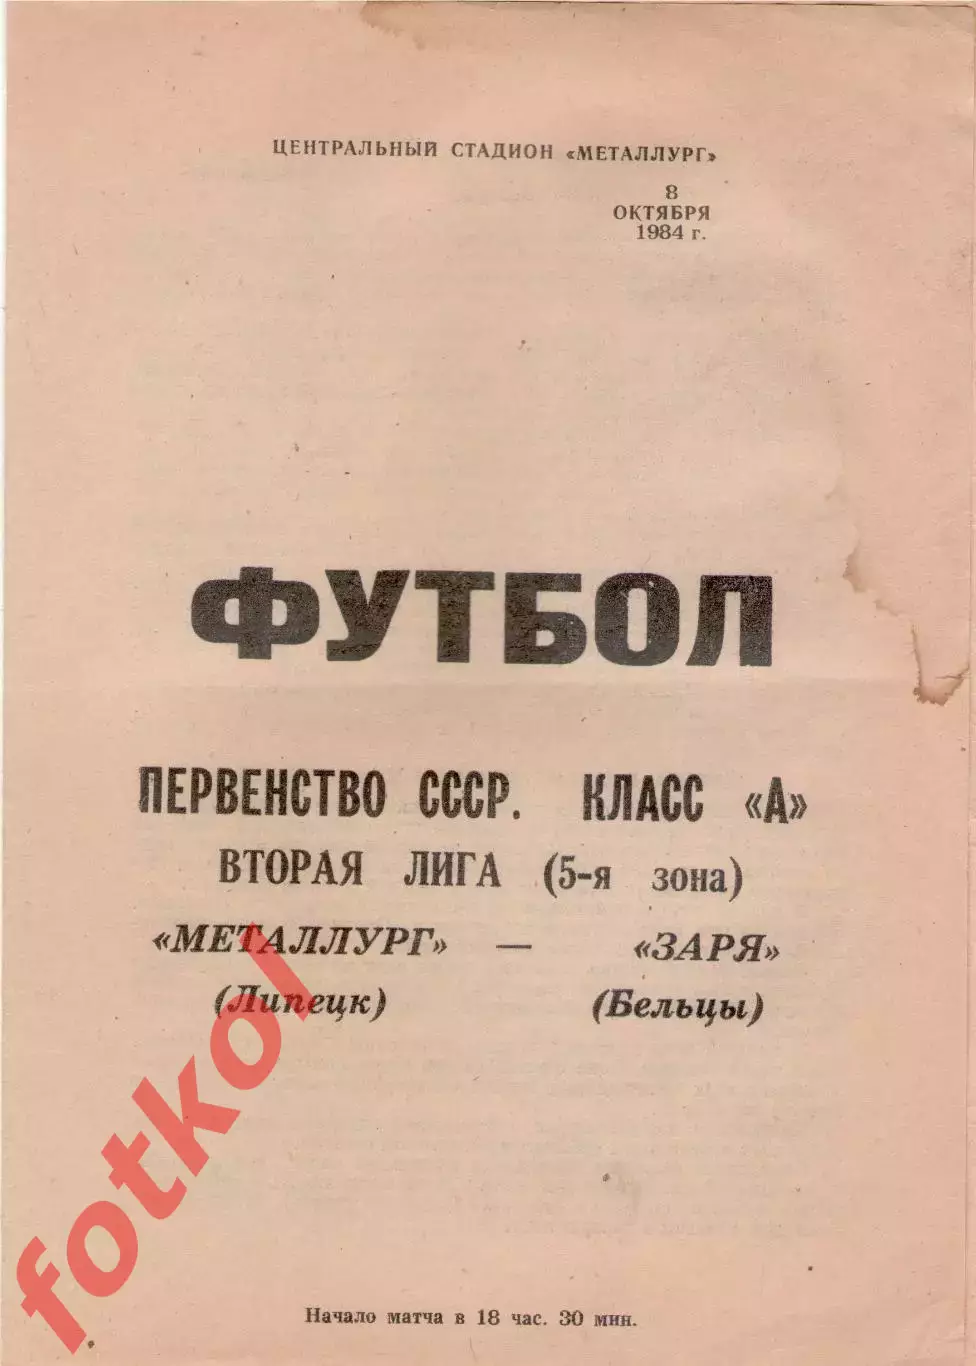 ЦЕНТРАЛЬНЫЙ СТАДИОН «МЕТАЛЛУРГ»
8
ОКТЯБРЯ
1984 г.
ФУТБОЛ
ПЕРВЕНСТВО СССР. КЛАСС «А»
ВТОРАЯ ЛИГА (5-я зона)
«МЕТАЛЛУРГ» — «ЗАРЯ»
(Липецк) (Бельцы)
Начало матча в 18 час. 30 мин.
fotkol